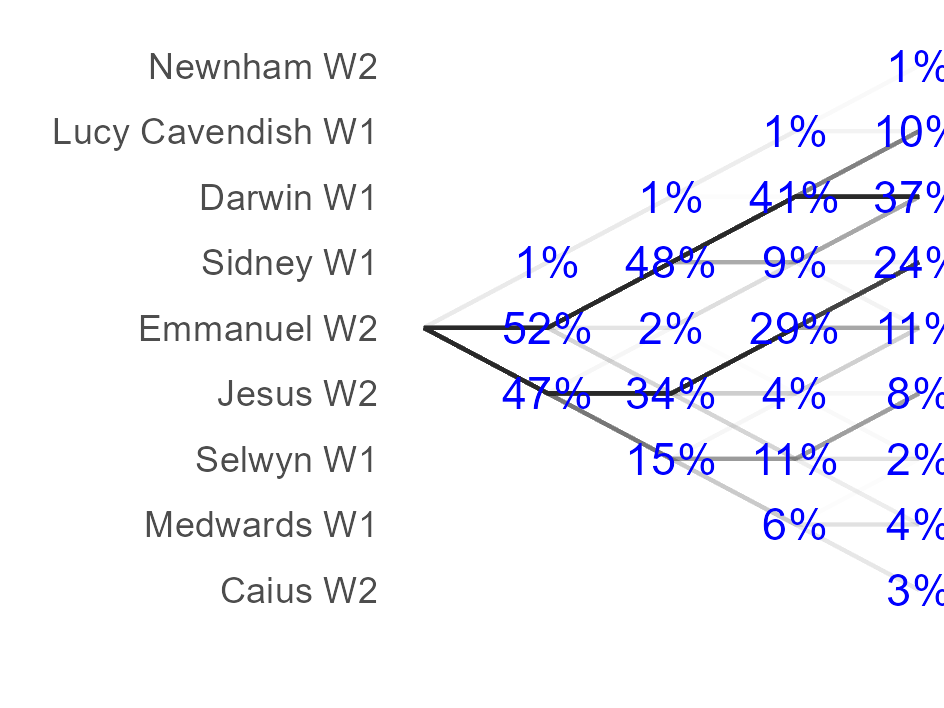 Newnham W2 1%
Lucy Cavendish W1 1% 10%
Darwin W1 1% 41% 37%
Sidney W1 1% 48% 9% 24%
Emmanuel W2 52% 2% 29% 11%
Jesus W2 47% 34% 4% 8%
Selwyn W1 15% 11% 2%
Medwards W1 6% 4%
Caius W2 3%